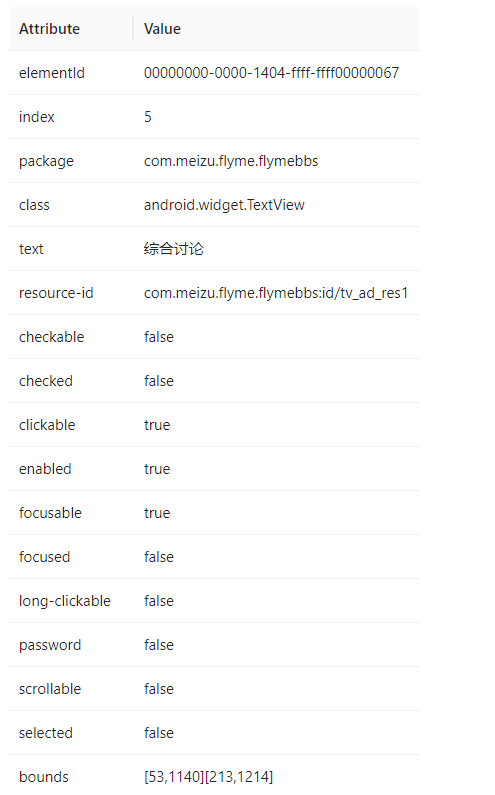 Attribute Value
elementId 00000000-0000-1404-ffff-ffff00000067
index 5
package com.meizu.flyme.flymebbs
class android.widget.TextView
text 综合讨论
resource-id com.meizu.flyme.flymebbs:id/tv_ad_res1
checkable false
checked false
clickable true
enabled true
focusable true
focused false
long-clickable false
password false
scrollable false
selected false
bounds [53,1140][213,1214]